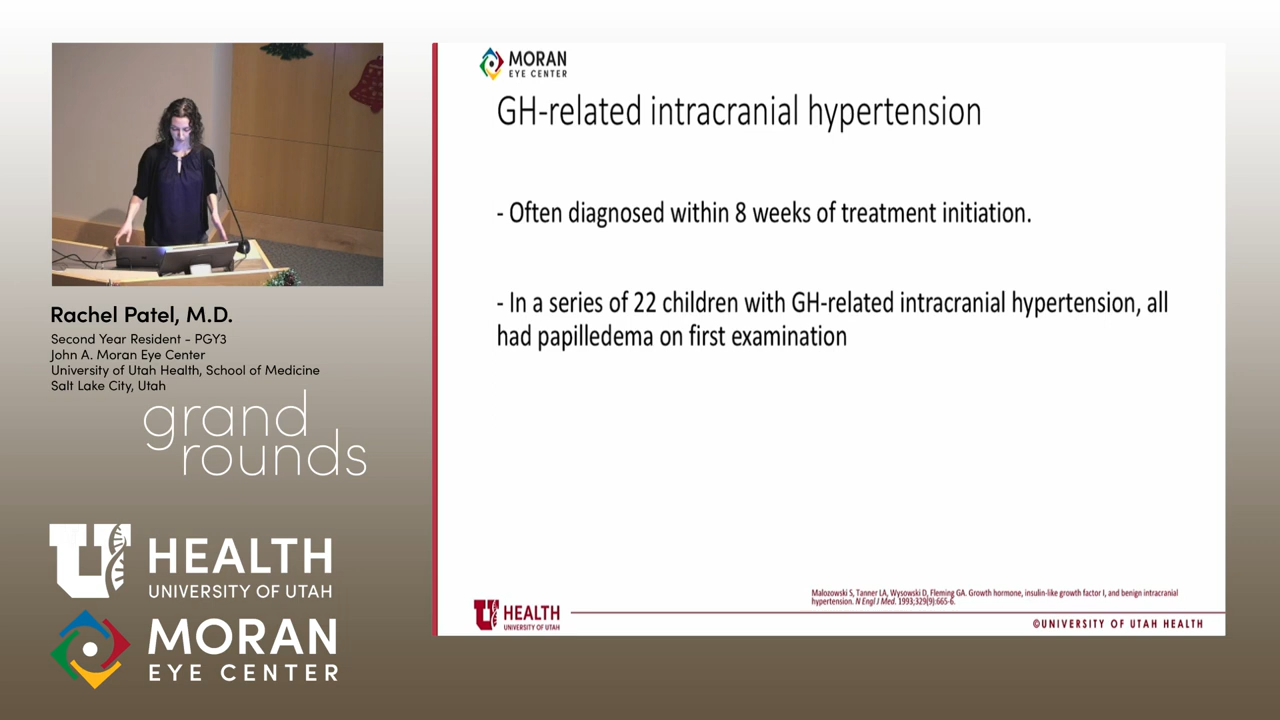 MORAN
EYE CENTER
GH-related intracranial hypertension
- Often diagnosed within 8 weeks of treatment initiation.
- In a series of 22 children with GH-related intracranial hypertension, all
had papilledema on first examination
Malozowski S, Tanner LA, Wysowski D, Fleming GA. Growth hormone, insulin-like growth factor I, and benign intracranial
hypertension. N Engl J Med. 1993;329(9):665-6.
U HEALTH
UNIVERSITY OF UTAH
©UNIVERSITY OF UTAH HEALTH
Rachel Patel, M.D.
Second Year Resident - PGY3
John A. Moran Eye Center
University of Utah Health, School of Medicine
Salt Lake City, Utah
grand
rounds
U HEALTH
UNIVERSITY OF UTAH
MORAN
EYE CENTER